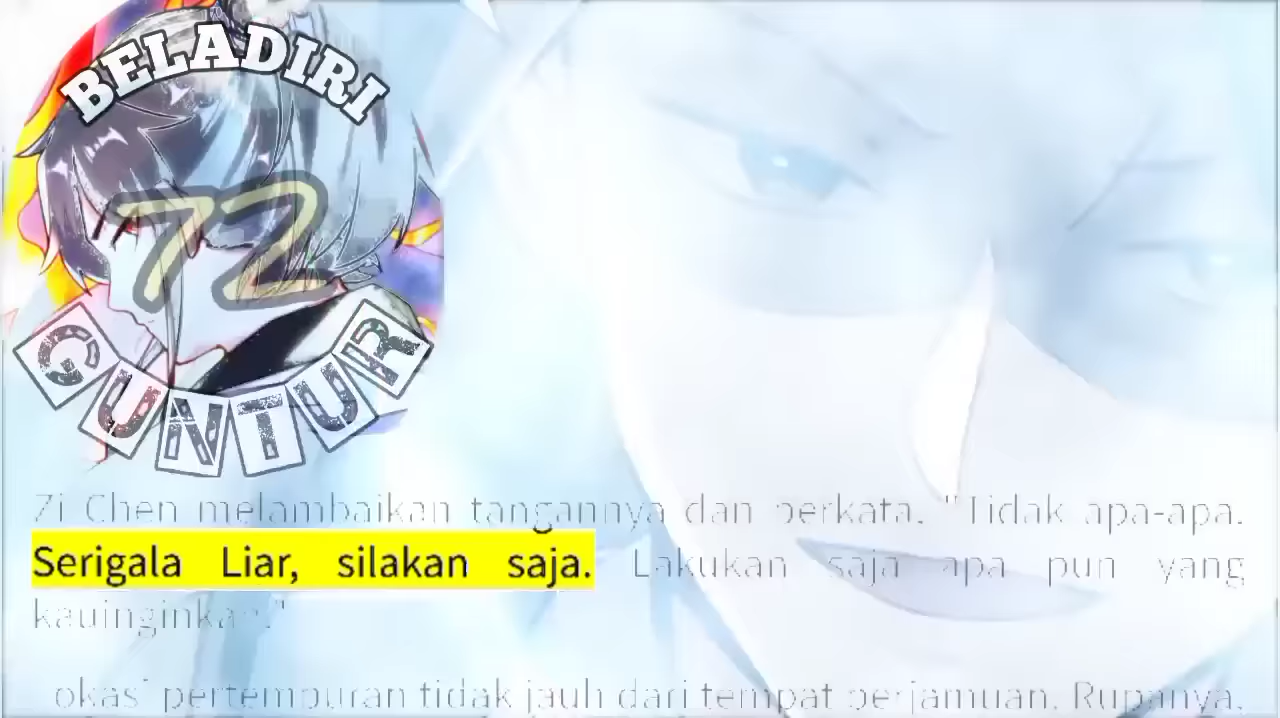 BELADIRI
72
GUNTUR
Zi Chen melambaikan tangannya dan berkata. "Tidak apa-apa.
Serigala Liar, silakan saja. Lakukan saja apa pun yang
kauinginkan."
pertempuran tidak jauh dari tempat perjamuan. Rupanya,